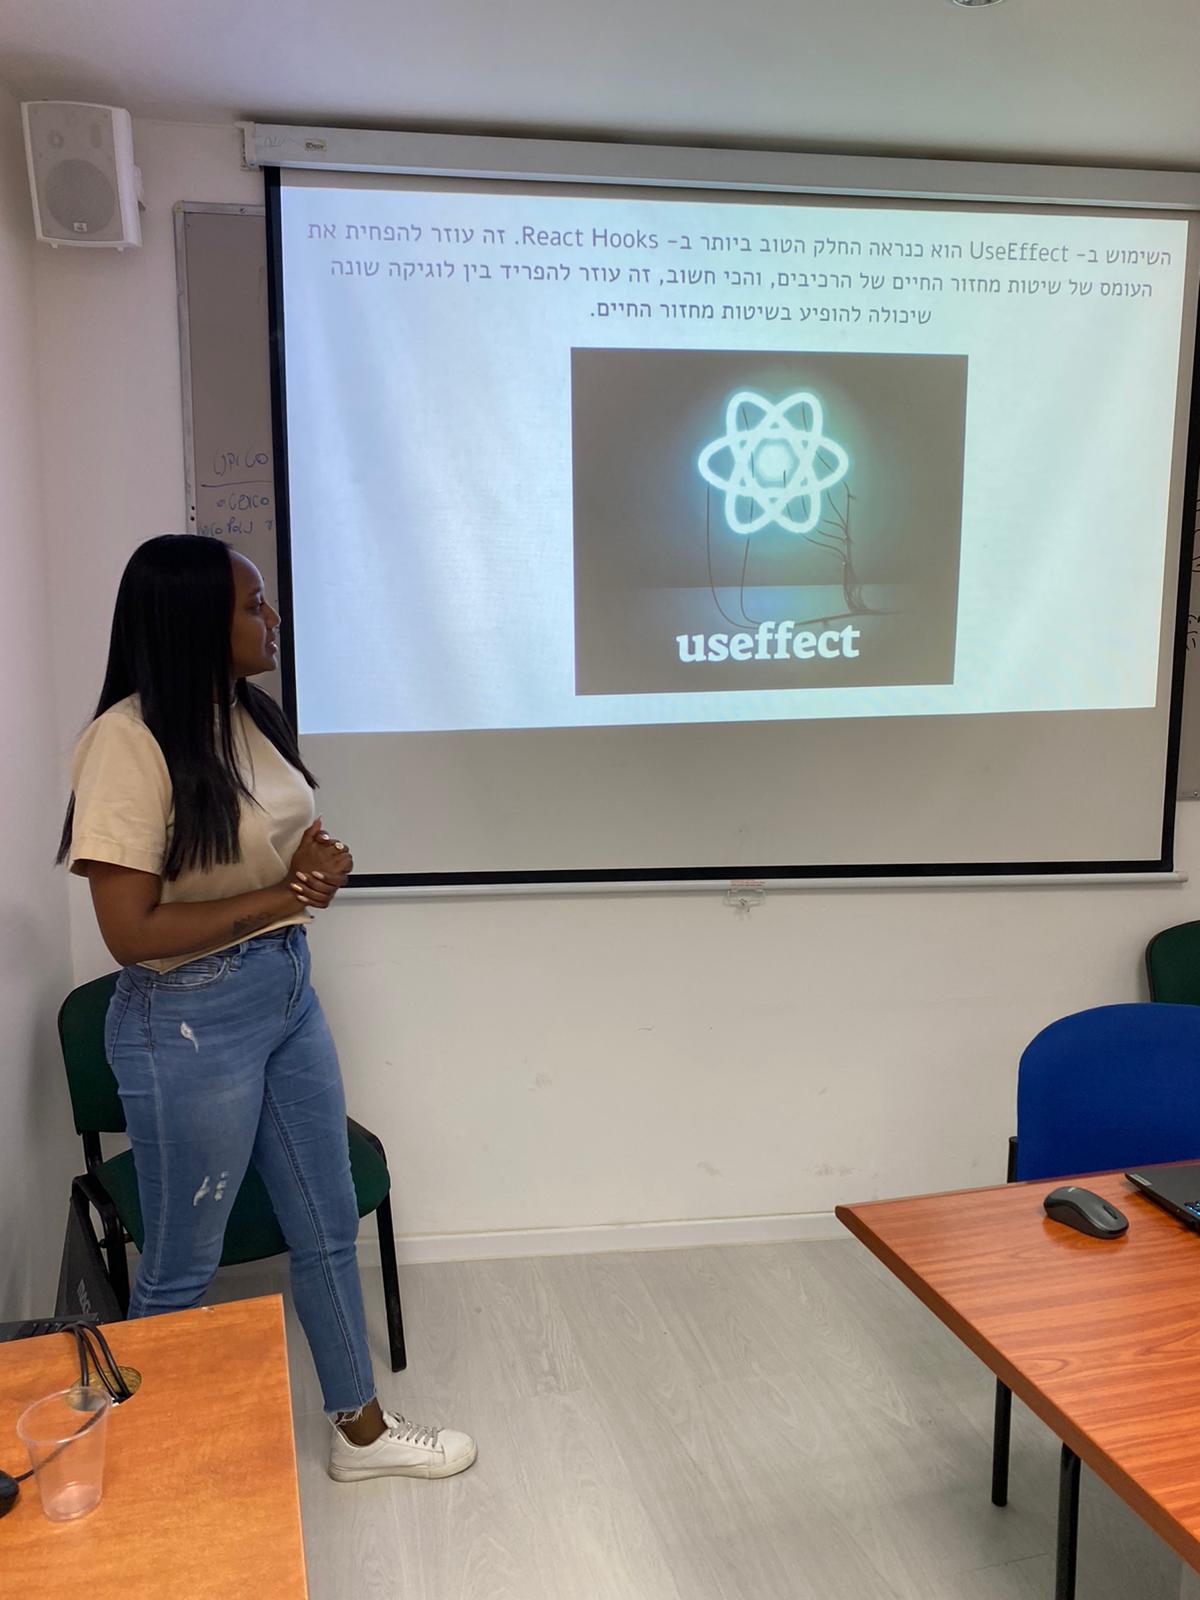 השימוש ב- UseEffect הוא כנראה החלק הטוב ביותר ב- React Hooks. זה עוזר להפחית את
העומס של שיטות מחזור החיים של הרכיבים, והכי חשוב, זה עוזר להפריד בין לוגיקה שונה
שיכולה להופיע בשיטות מחזור החיים.
useffect